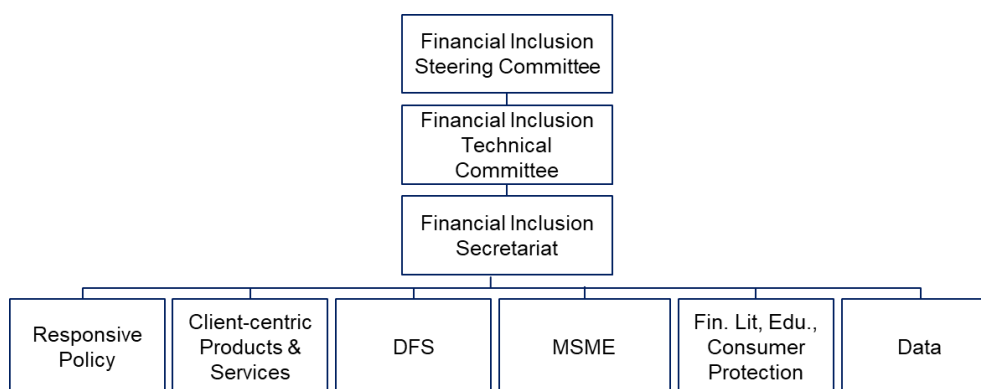 Financial Inclusion
Steering Committee
Financial Inclusion
Technical
Committee
Financial Inclusion
Secretariat
Responsive
Policy
Client-centric
Products &
Services
DFS
MSME
Fin. Lit, Edu.,
Consumer
Protection
Data